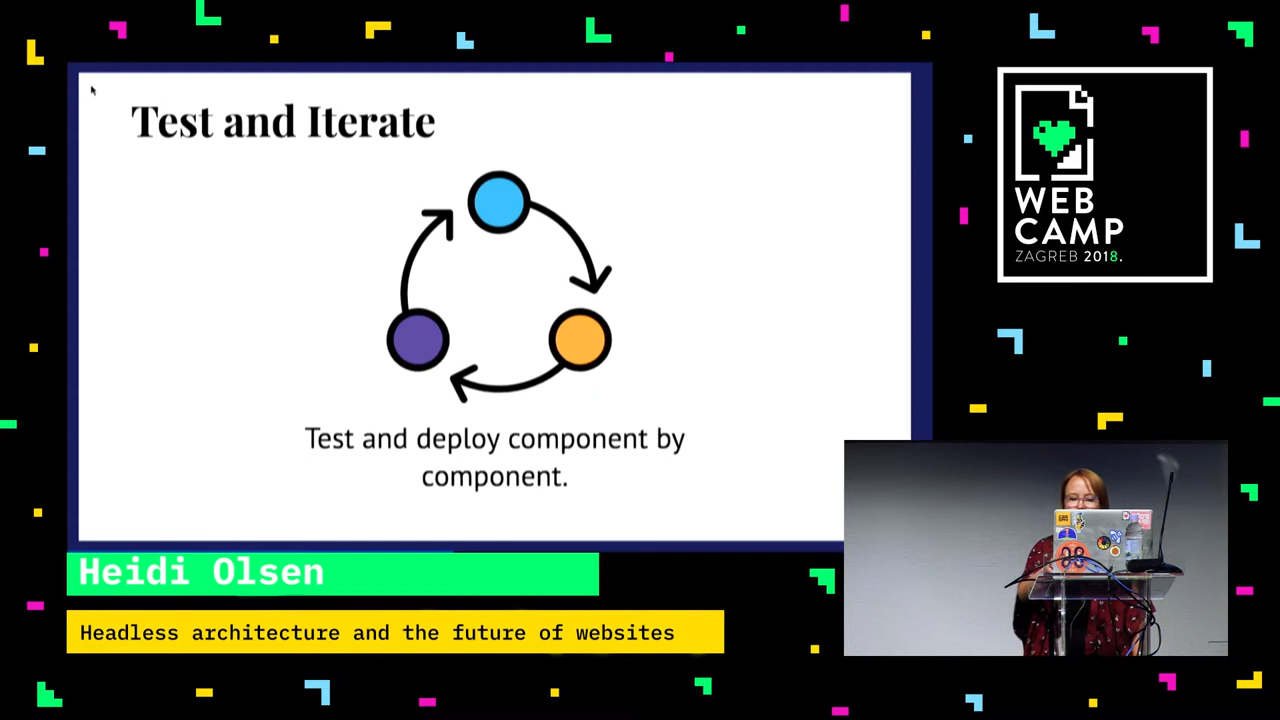 Test and Iterate
Test and deploy component by
component.
WEB
CAMP
ZAGREB 2018.
Heidi Olsen
Headless architecture and the future of websites